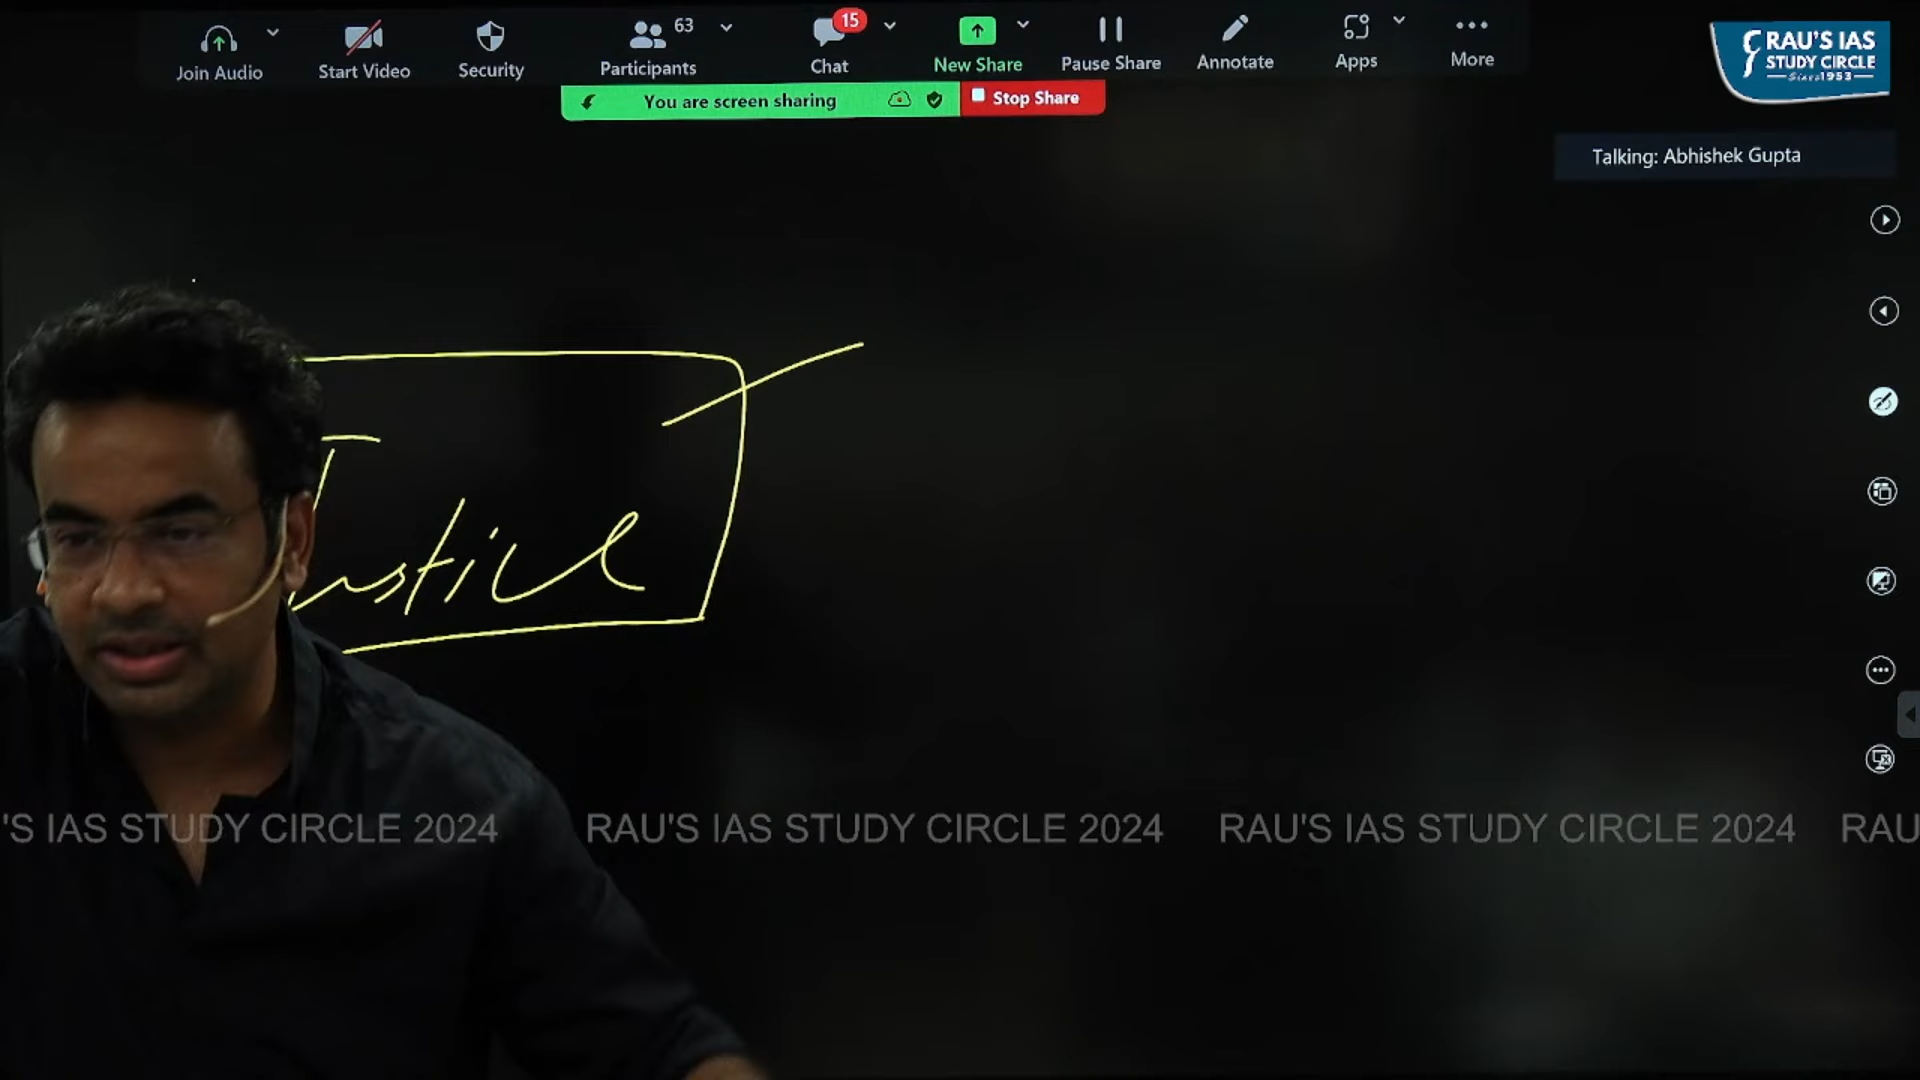 63
15
Join Audio
Start Video
Security
Participants
Chat
New Share
Pause Share
Annotate
Apps
More
RAU'S IAS
STUDY CIRCLE
Since 1953
You are screen sharing
Stop Share
Talking: Abhishek Gupta
'S IAS STUDY CIRCLE 2024 RAU'S IAS STUDY CIRCLE 2024 RAU'S IAS STUDY CIRCLE 2024 RAU